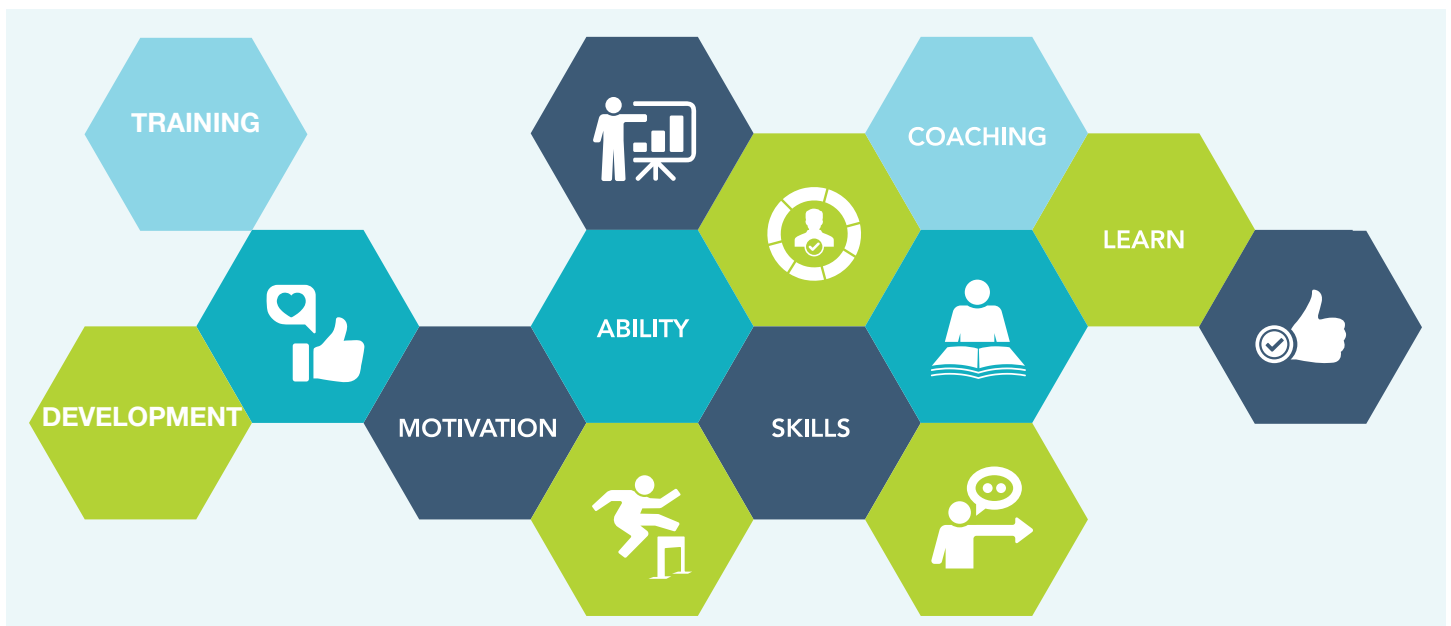 TRAINING
COACHING
LEARN
ABILITY
DEVELOPMENT
MOTIVATION
SKILLS